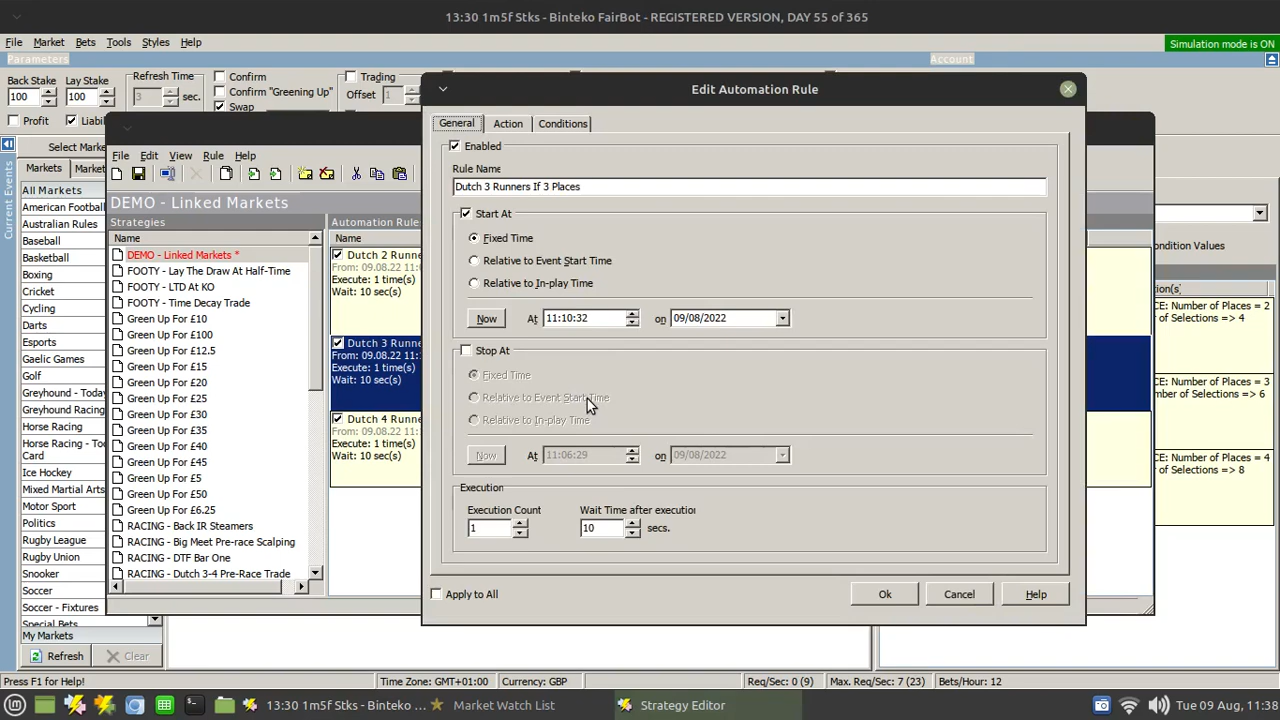 13:30 1m5f Stks - Binteko FairBot - REGISTERED VERSION, DAY 55 of 365
File Market Bets Tools Styles Help
Simulation mode is ON
Parameters
Account
Back Stake Lay Stake Refresh Time Confirm Trading
100 100 3 sec. Confirm "Greening Up" Offset 1
Swap
Profit
Edit Automation Rule
General Action Conditions
Enabled
Rule Name
Dutch 3 Runners If 3 Places
Start At
Fixed Time
Relative to Event Start Time
Relative to In-play Time
Now At 11:10:32 on 09/08/2022
Stop At
Fixed Time
Relative to Event Start Time
Relative to In-play Time
Now At 11:06:29 on 09/08/2022
Execution
Execution Count Wait Time after execution
1 10 secs.
Apply to All Ok Cancel Help
Current Events
Markets
All Markets
American Footb
Australian Rules
Baseball
Basketball
Boxing
Cricket
Cycling
Darts
Esports
Gaelic Games
Golf
Greyhound - Toda
Greyhound Racing
Horse Racing
Horse Racing - To
Card
Ice Hockey
Mixed Martial Arts
Motor Sport
Politics
Rugby League
Rugby Union
Snooker
Soccer
Soccer - Fixtures
Special Bets
My Markets
Refresh Clear
File Edit View Rule Help
DEMO - Linked Markets
Strategies
Name
DEMO - Linked Markets *
FOOTY - Lay The Draw At Half-Time
FOOTY - LTD At KO
FOOTY - Time Decay Trade
Green Up For £10
Green Up For £100
Green Up For £12.5
Green Up For £15
Green Up For £20
Green Up For £25
Green Up For £30
Green Up For £35
Green Up For £40
Green Up For £45
Green Up For £5
Green Up For £50
Green Up For £6.25
RACING - Back IR Steamers
RACING - Big Meet Pre-race Scalping
RACING - DTF Bar One
RACING - Dutch 3-4 Pre-Race Trade
Automation Rule
Name
Dutch 2 Runne
From: 09.08.22 11:
Execute: 1 time(s)
Wait: 10 sec(s)
Dutch 3 Runne
From: 09.08.22 11:
Execute: 1 time(s)
Wait: 10 sec(s)
Dutch 4 Runne
From: 09.08.22 11:
Execute: 1 time(s)
Wait: 10 sec(s)
ondition Values
tion(s)
CE: Number of Places = 2
of Selections => 4
CE: Number of Places = 3
mber of Selections => 6
CE: Number of Places = 4
of Selections => 8
Press F1 for Help! Time Zone: GMT+01:00 Currency: GBP Req/Sec: 0 (9) Max. Req/Sec: 7 (23) Bets/Hour: 12
13:30 1m5f Stks - Binteko ... Market Watch List Strategy Editor Tue 09 Aug, 11:38